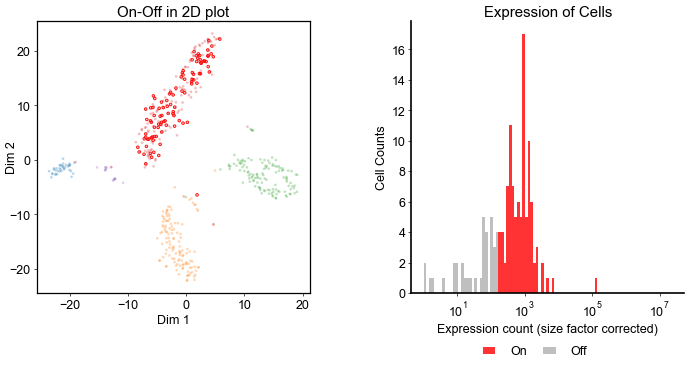 On-Off in 2D plot
Dim 2
20
10
0
−10
−20
−20 −10 0 10 20
Dim 1
Expression of Cells
Cell Counts
16
14
12
10
8
6
4
2
0
10^1 10^3 10^5 10^7
Expression count (size factor corrected)
On Off